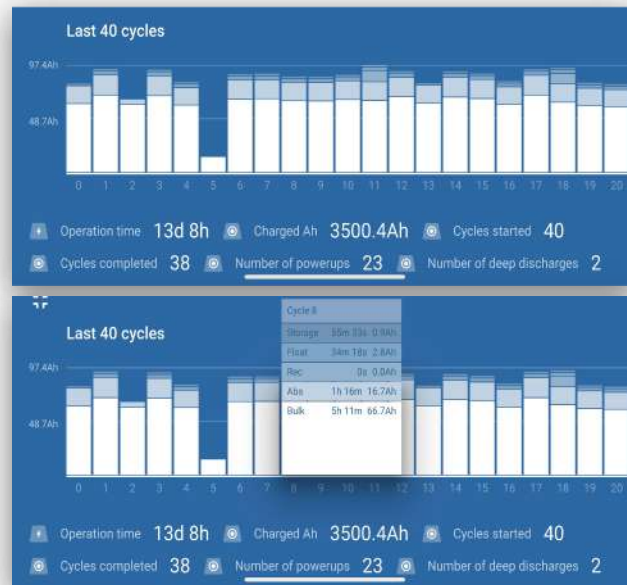 Last 40 cycles
97.4Ah
48.7Ah
0 1 2 3 4 5 6 7 8 9 10 11 12 13 14 15 16 17 18 19 20
Operation time 13d 8h Charged Ah 3500.4Ah Cycles started 40
Cycles completed 38 Number of powerups 23 Number of deep discharges 2
Cycle 8
Last 40 cycles
Storage 55m 33s 0.9Ah
Float 34m 18s 2.8Ah
97.4Ah
Rec 0s 0.0Ah
Abs 1h 16m 16.7Ah
Bulk 5h 11m 66.7Ah
48.7Ah
0 1 2 3 4 5 6 7 8 9 10 11 12 13 14 15 16 17 18 19 20
Operation time 13d 8h Charged Ah 3500.4Ah Cycles started 40
Cycles completed 38 Number of powerups 23 Number of deep discharges 2